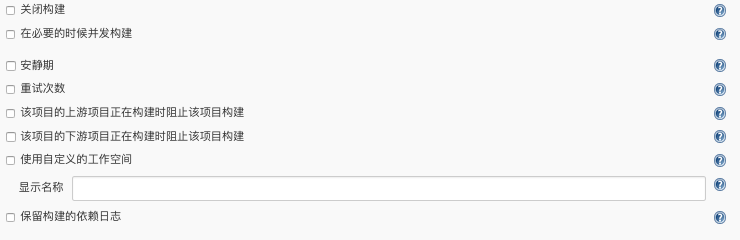 关闭构建
在必要的时候并发构建
安静期
重试次数
该项目的上游项目正在构建时阻止该项目构建
该项目的下游项目正在构建时阻止该项目构建
使用自定义的工作空间
显示名称
保留构建的依赖日志